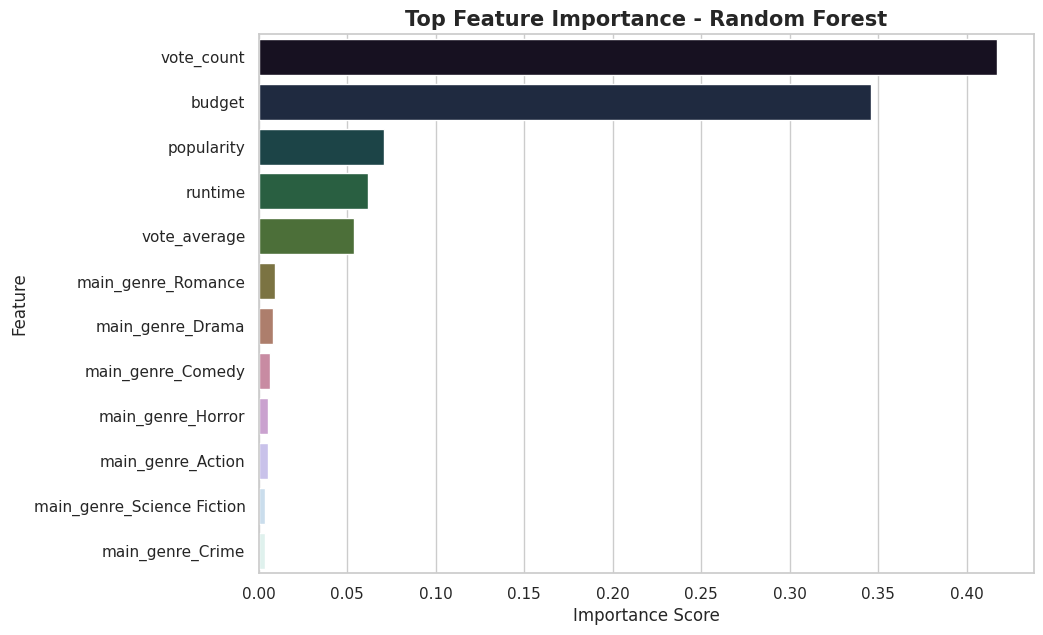 Top Feature Importance - Random Forest
Feature
vote_count
budget
popularity
runtime
vote_average
main_genre_Romance
main_genre_Drama
main_genre_Comedy
main_genre_Horror
main_genre_Action
main_genre_Science Fiction
main_genre_Crime
0.00 0.05 0.10 0.15 0.20 0.25 0.30 0.35 0.40
Importance Score